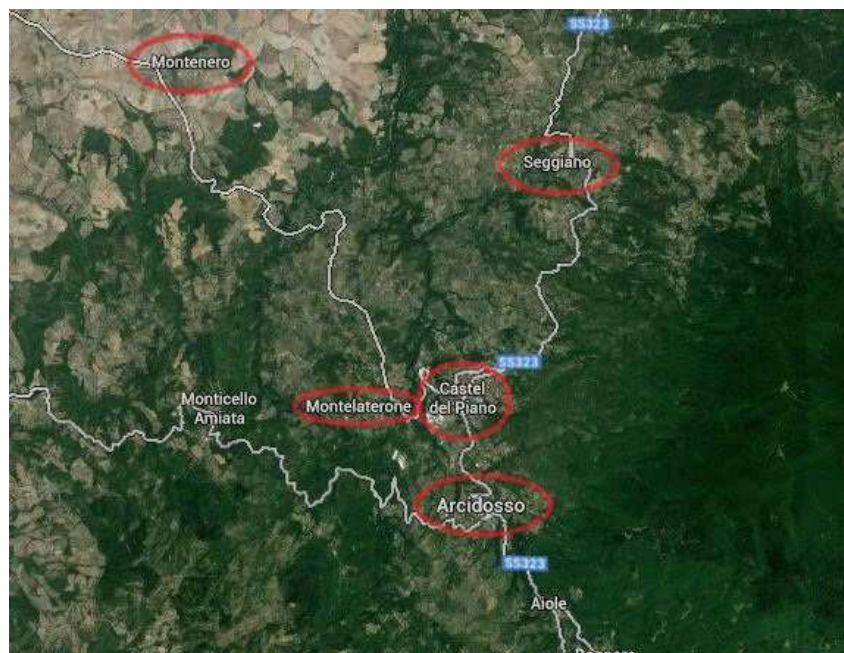 SS323
Montenero
Seggiano
SS323
Castel
del Piano
Monticello
Amiata
Montelaterone
Arcidosso
SS323
Aiole